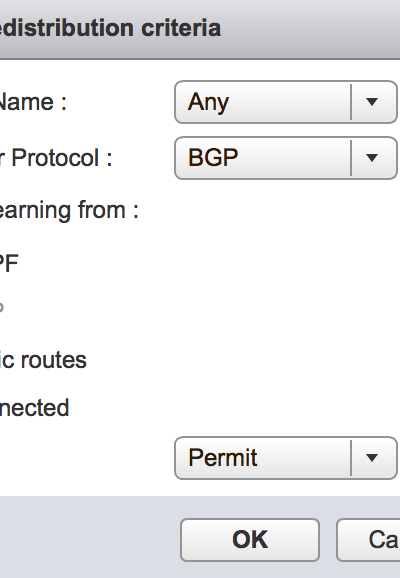 edistribution criteria
Name :
Any
r Protocol :
BGP
earning from :
PF
ic routes
nected
Permit
OK
Ca